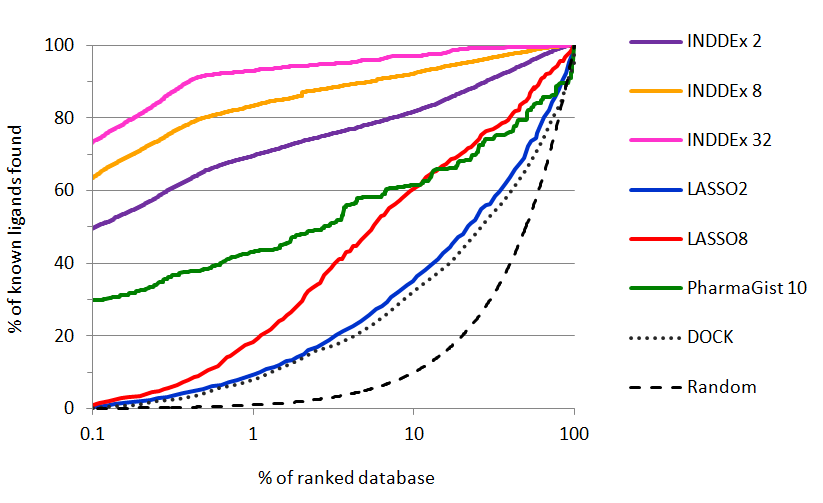 100
80
60
40
20
0
% of known ligands found
0.1
1
10
100
% of ranked database
INDDEx 2
INDDEx 8
INDDEx 32
LASSO2
LASSO8
PharmaGist 10
DOCK
Random